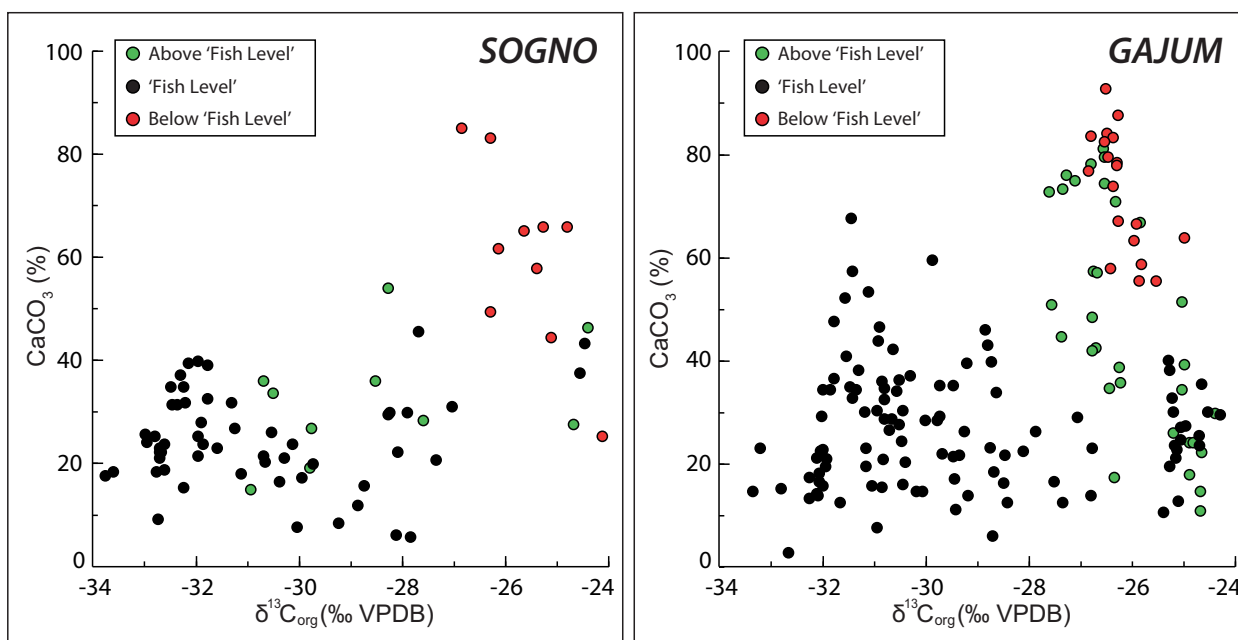 SOGNO
Above 'Fish Level'
'Fish Level'
Below 'Fish Level'
100
80
60
40
20
0
CaCO₃ (%)
-34 -32 -30 -28 -26 -24
δ¹³Corg(‰ VPDB)
GAJUM
Above 'Fish Level'
'Fish Level'
Below 'Fish Level'
100
80
60
40
20
0
CaCO₃ (%)
-34 -32 -30 -28 -26 -24
δ¹³Corg(‰ VPDB)